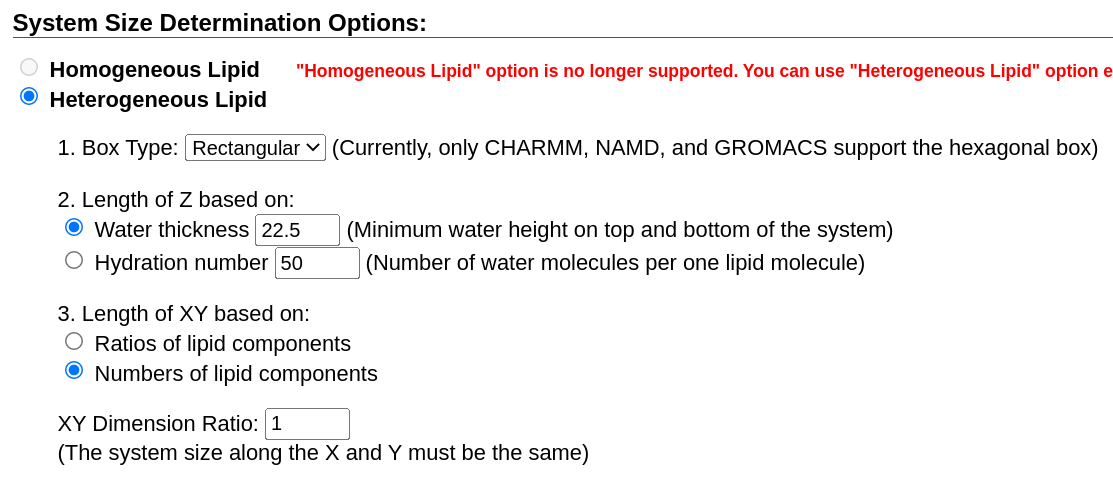 System Size Determination Options:
Homogeneous Lipid "Homogeneous Lipid" option is no longer supported. You can use "Heterogeneous Lipid" option e
Heterogeneous Lipid
1. Box Type: Rectangular (Currently, only CHARMM, NAMD, and GROMACS support the hexagonal box)
2. Length of Z based on:
Water thickness 22.5 (Minimum water height on top and bottom of the system)
Hydration number 50 (Number of water molecules per one lipid molecule)
3. Length of XY based on:
Ratios of lipid components
Numbers of lipid components
XY Dimension Ratio: 1
(The system size along the X and Y must be the same)